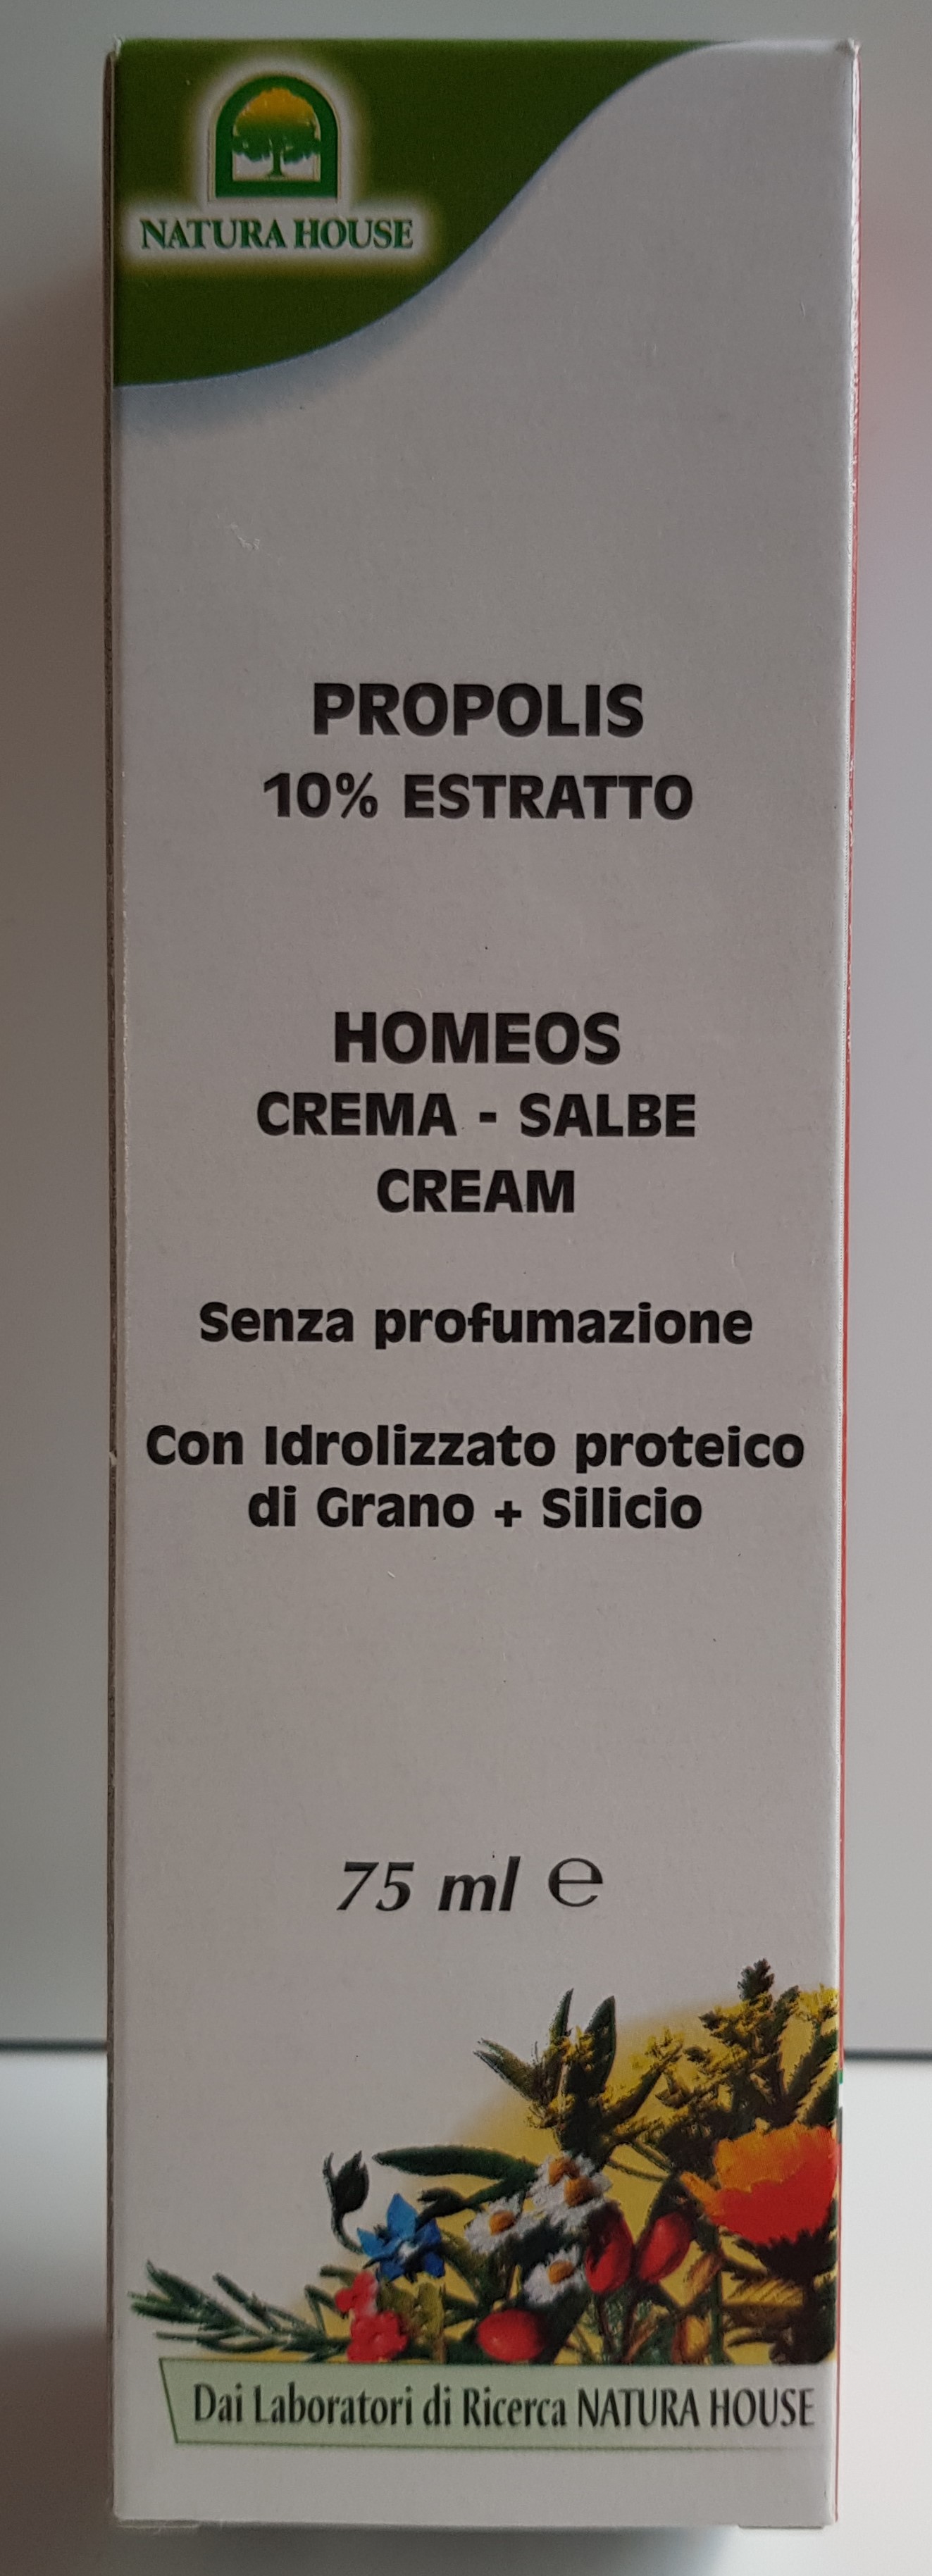 NATURA HOUSE
PROPOLIS
10% ESTRATTO
HOMEOS
CREMA - SALBE
CREAM
Senza profumazione
Con Idrolizzato proteico
di Grano + Silicio
75 ml ℮
Dai Laboratori di Ricerca NATURA HOUSE